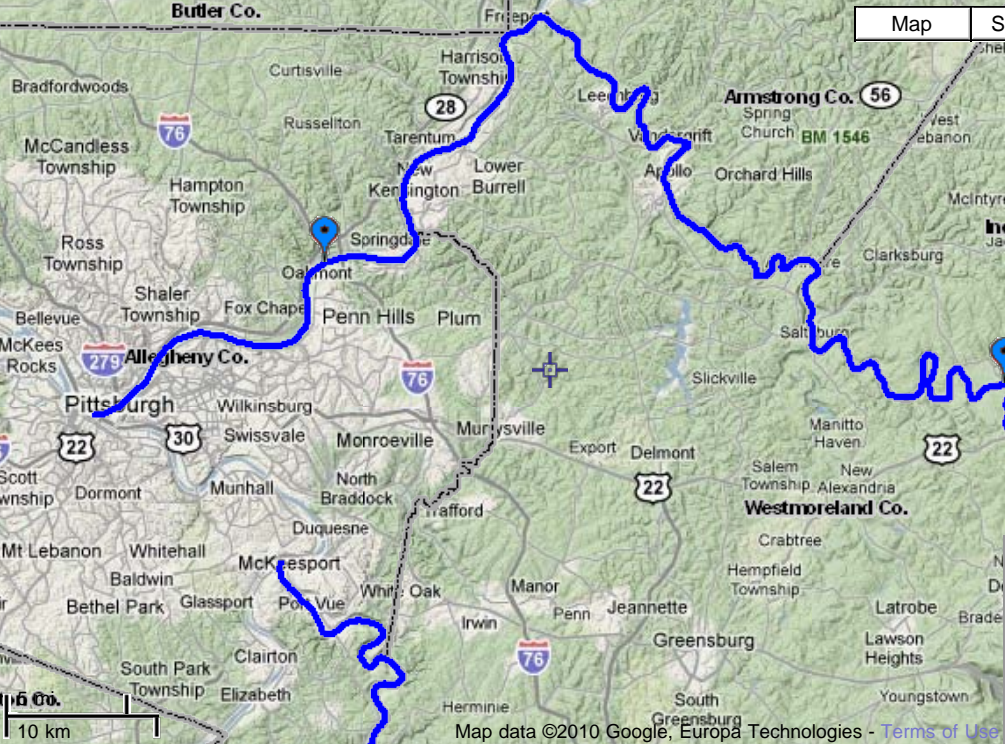 Butler Co.
Freeport
Map
S
Harrison
Township
Curtisville
Bradfordwoods
Leechburg
Armstrong Co.
56
28
Spring
Church
BM 1546
West
Lebanon
76
Russellton
Tarentum
Vandergrift
McCandless
Township
New
Kensington
Lower
Burrell
Apollo
Orchard Hills
Hampton
Township
McIntyre
Ross
Township
Springdale
Oakmont
Clarksburg
Shaler
Township
Fox Chapel
Penn Hills
Plum
Bellevue
McKees
Rocks
279
Allegheny Co.
Saltsburg
76
Slickville
Pittsburgh
Wilkinsburg
22
30
Swissvale
Monroeville
Murrysville
Export
Delmont
Manitto
Haven
22
Dormont
Munhall
North
Braddock
22
Salem
Township
New
Alexandria
Trafford
Westmoreland Co.
Duquesne
Crabtree
Mt Lebanon
Whitehall
McKeesport
Hempfield
Township
Baldwin
White Oak
Manor
Bethel Park
Glassport
Port Vue
Penn
Jeannette
Latrobe
Irwin
Greensburg
Lawson
Heights
Clairton
76
South Park
Township
Elizabeth
Herminie
South
Greensburg
Youngstown
5 mi
10 km
Map data ©2010 Google, Europa Technologies - Terms of Use